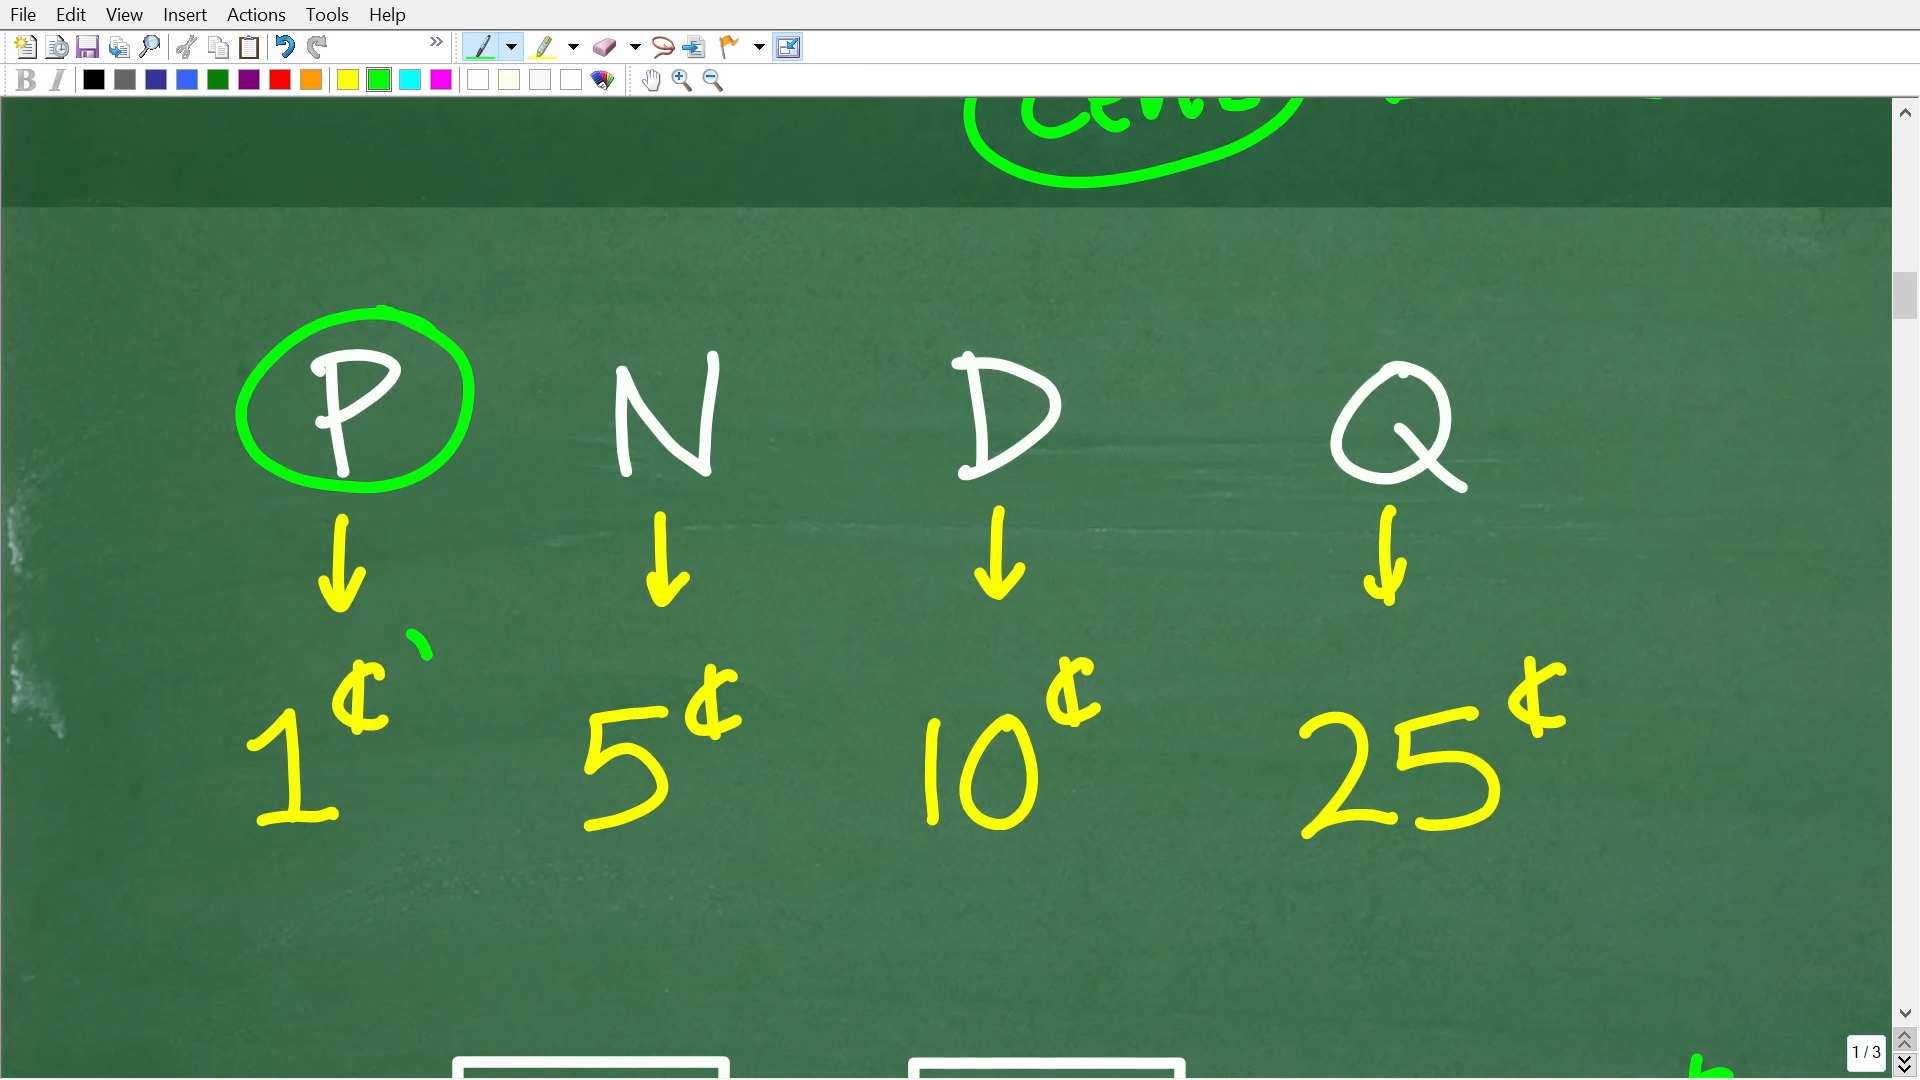 File Edit View Insert Actions Tools Help
B I
P N D Q
1¢ 5¢ 10¢ 25¢
1 / 3